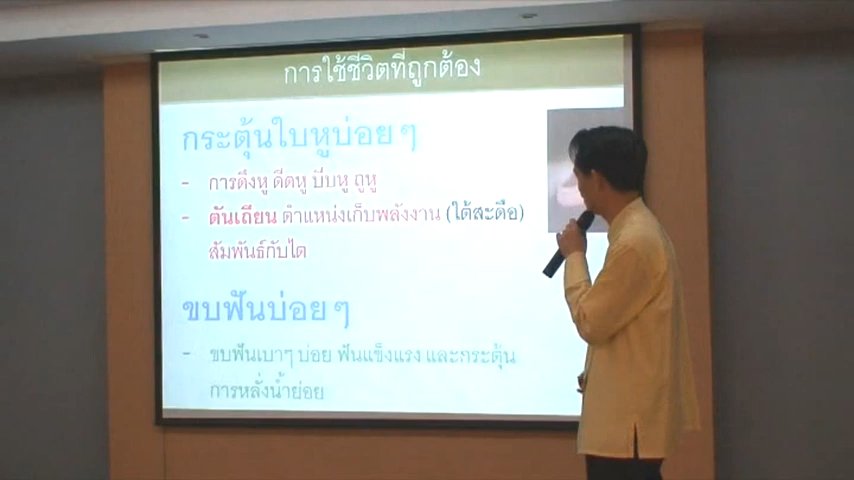 การใช้ชีวิตที่ถูกต้อง
กระตุ้นใบหูบ่อยๆ
- การดึงหู ดีดหู บีบหู ถูหู
- ตันเถียน ตำแหน่งเก็บพลังงาน (ใต้สะดือ)
สัมพันธ์กับไต
ขบฟันบ่อยๆ
- ขบฟันเบาๆ บ่อย ฟันแข็งแรง และกระตุ้น
การหลั่งน้ำย่อย